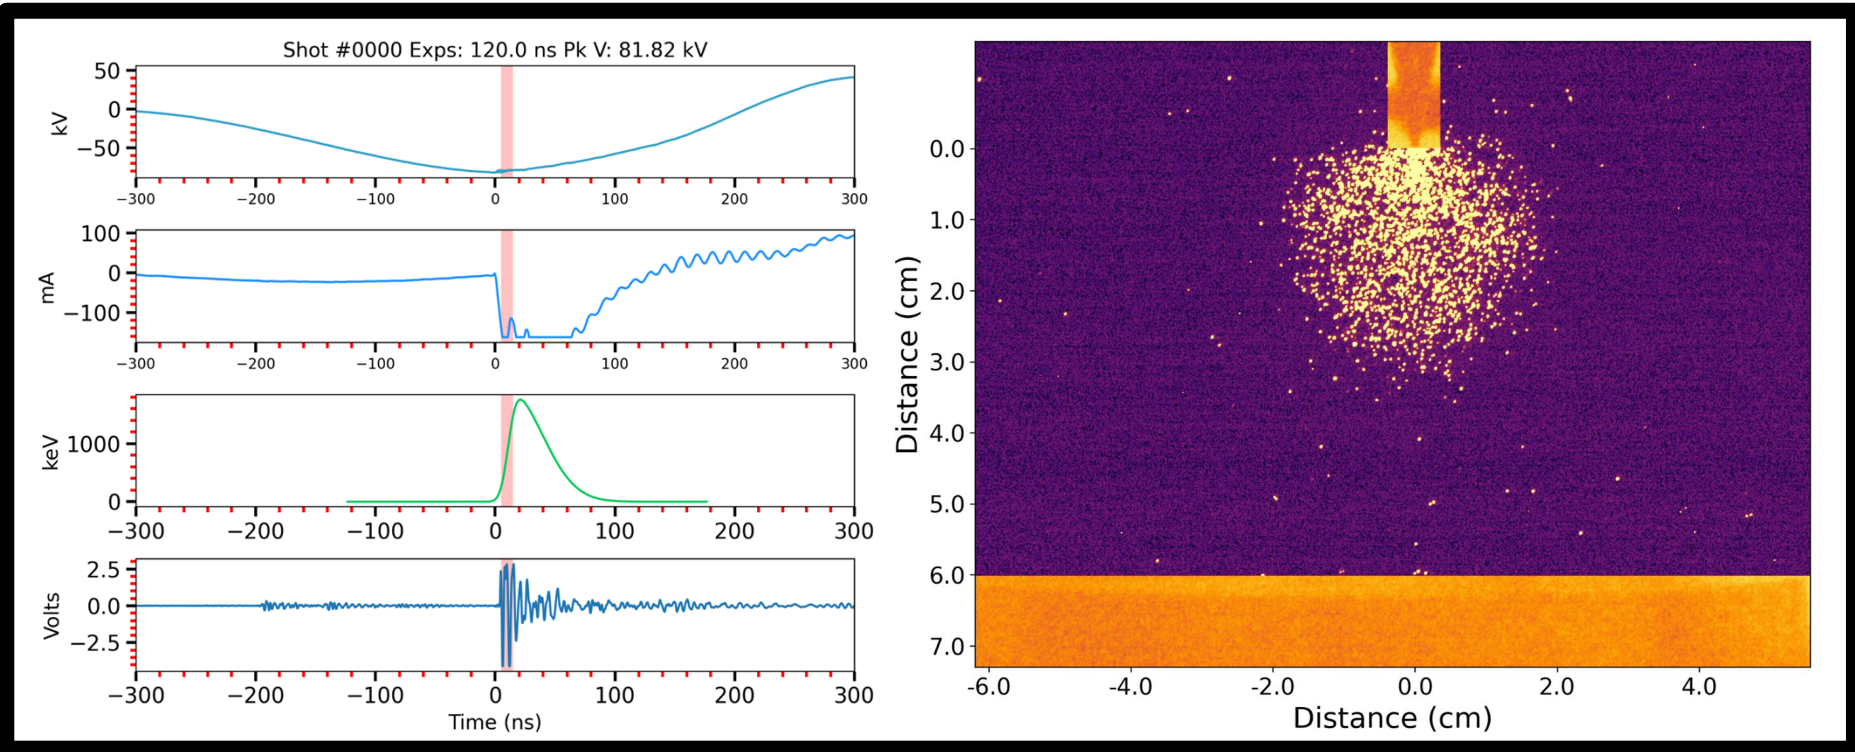 Shot #0000 Exps: 120.0 ns Pk V: 81.82 kV
50
0
−50
kV
−300 −200 −100 0 100 200 300
100
0
−100
mA
−300 −200 −100 0 100 200 300
1000
0
keV
−300 −200 −100 0 100 200 300
2.5
0.0
−2.5
Volts
−300 −200 −100 0 100 200 300
Time (ns)
0.0
1.0
2.0
3.0
4.0
5.0
6.0
7.0
Distance (cm)
-6.0 -4.0 -2.0 0.0 2.0 4.0
Distance (cm)